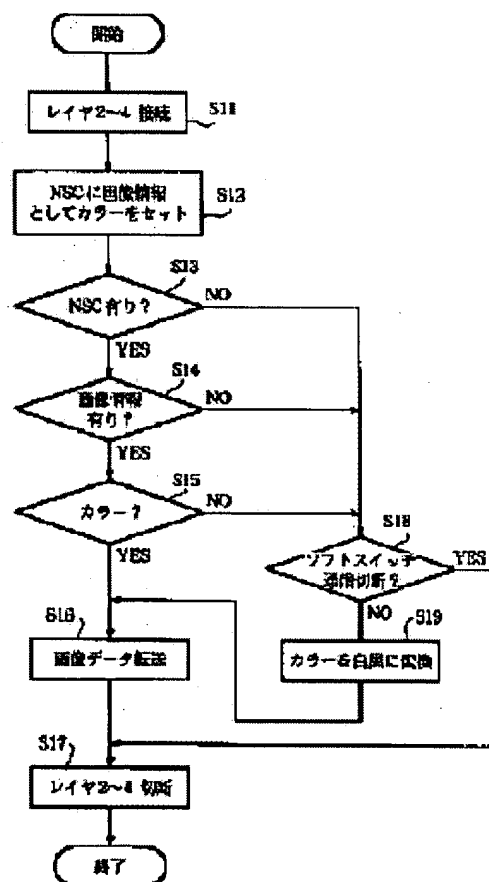 開始
レイヤ2〜4 接続
S11
NSCに画像情報
としてカラーをセット
S12
S13
NSC有り?
NO
YES
S14
画像情報
有り?
NO
YES
S15
カラー?
NO
YES
S18
ソフトスイッチ
通信切断?
YES
NO
S16
画像データ転送
S19
カラーを白黒に変換
S17
レイヤ2〜4 切断
終了